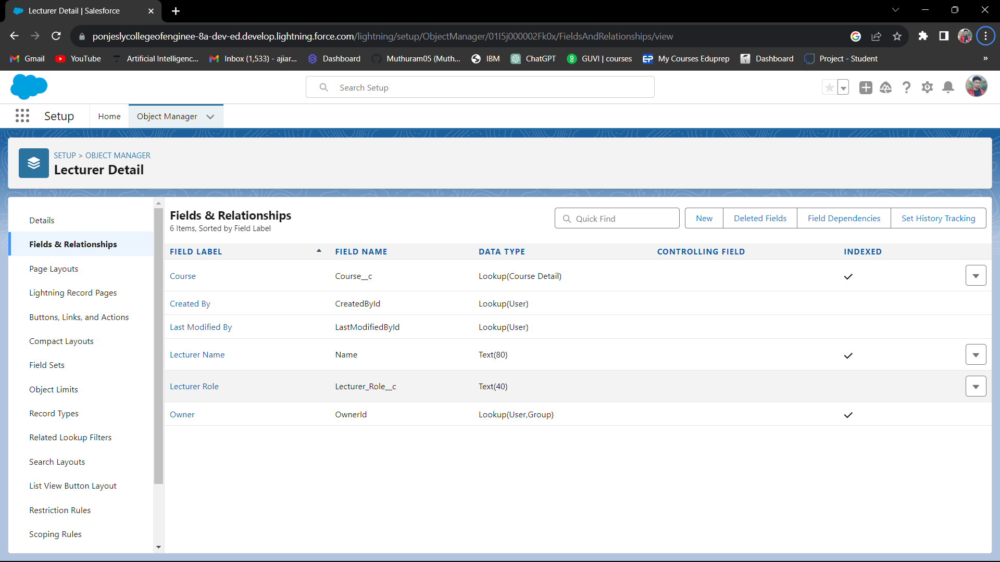 Lecturer Detail | Salesforce
ponjeslycollegeofenginee-8a-dev-ed.develop.lightning.force.com/lightning/setup/ObjectManager/01I5j000002Fk0x/FieldsAndRelationships/view
Gmail YouTube Artificial Intelligenc... Inbox (1,533) - ajiar... Dashboard Muthuram05 (Muth... IBM ChatGPT GUVI | courses EP My Courses Eduprep Dashboard Project - Student »
Search Setup
Setup Home Object Manager
SETUP > OBJECT MANAGER
Lecturer Detail
Details
Fields & Relationships
Page Layouts
Lightning Record Pages
Buttons, Links, and Actions
Compact Layouts
Field Sets
Object Limits
Record Types
Related Lookup Filters
Search Layouts
List View Button Layout
Restriction Rules
Scoping Rules
Fields & Relationships
6 Items, Sorted by Field Label
Quick Find New Deleted Fields Field Dependencies Set History Tracking
FIELD LABEL FIELD NAME DATA TYPE CONTROLLING FIELD INDEXED
Course Course__c Lookup(Course Detail)
Created By CreatedById Lookup(User)
Last Modified By LastModifiedById Lookup(User)
Lecturer Name Name Text(80)
Lecturer Role Lecturer_Role__c Text(40)
Owner OwnerId Lookup(User,Group)